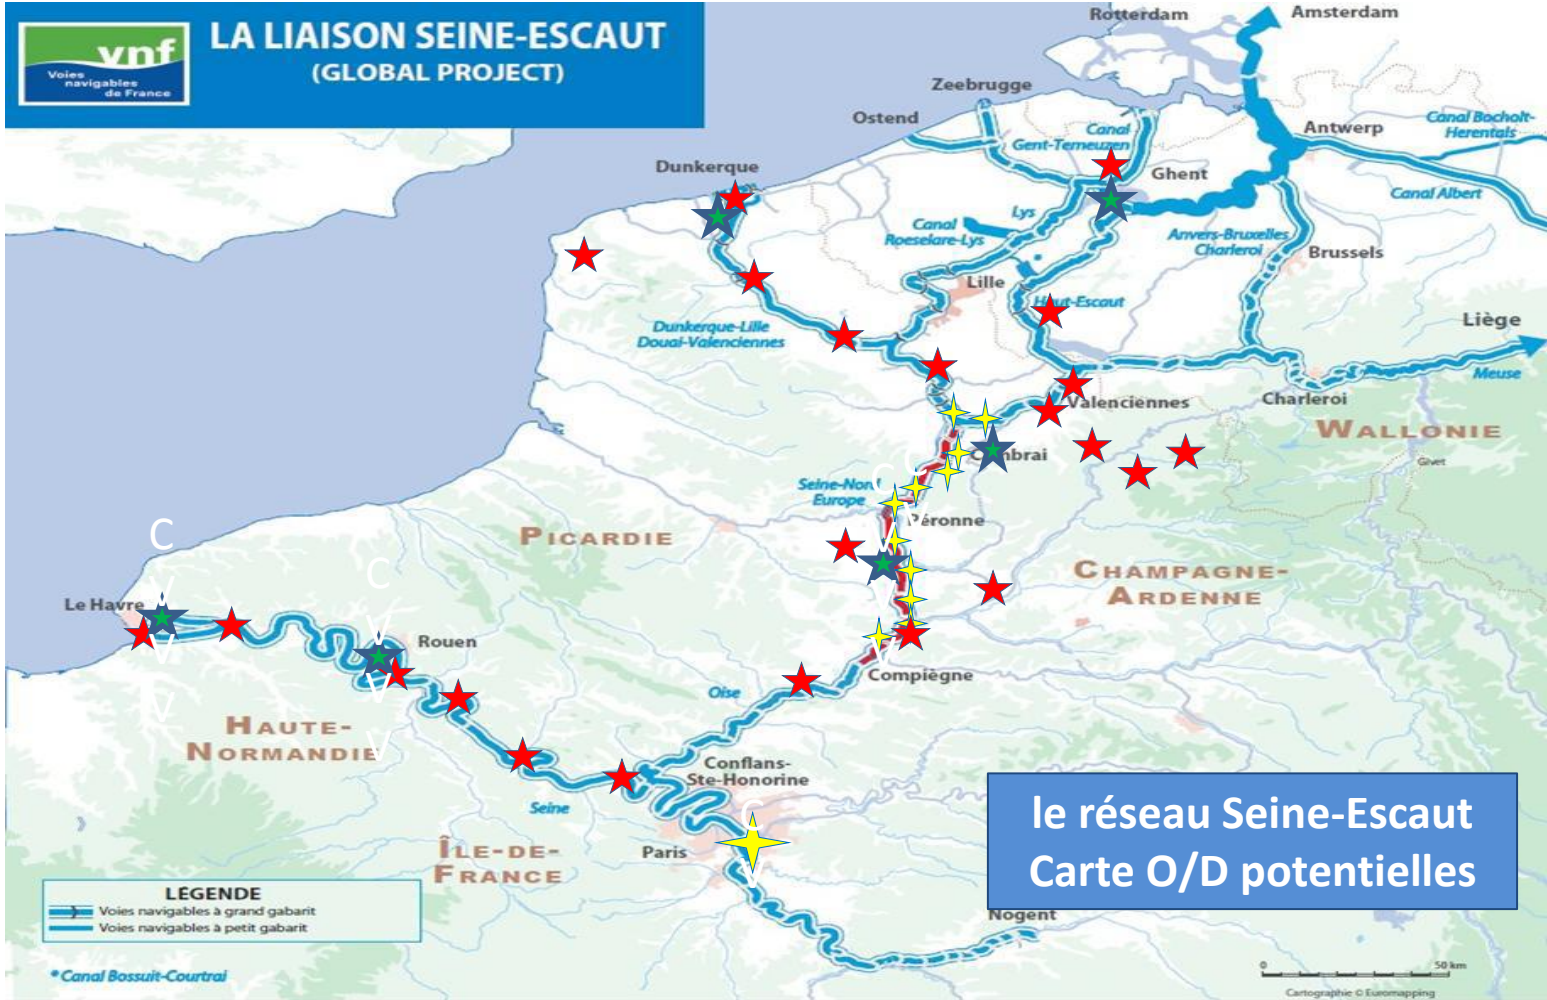 vnf
Voies
navigables
de France
LA LIAISON SEINE-ESCAUT
(GLOBAL PROJECT)
Rotterdam
Amsterdam
Zeebrugge
Ostend
Canal
Gent-Terneuzen
Antwerp
Canal Bocholt-
Herentals
Dunkerque
Ghent
Canal Albert
Lys
Canal
Roeselare-Lys
Anvers-Bruxelles
Charleroi
Brussels
Lille
Haut-Escaut
Liège
Dunkerque-Lille
Douai-Valenciennes
Meuse
Valenciennes
Charleroi
WALLONIE
Cambrai
Givet
C
C
Seine-Nord
Europe
Péronne
PICARDIE
C
V
C
V
CHAMPAGNE-
ARDENNE
Le Havre
Rouen
V
V
V
V
V
Compiègne
Oise
HAUTE-
NORMANDIE
Conflans-
Ste-Honorine
Seine
C
Paris
V
ÎLE-DE-
FRANCE
le réseau Seine-Escaut
Carte O/D potentielles
LÉGENDE
Voies navigables à grand gabarit
Voies navigables à petit gabarit
Nogent
*Canal Bossuit-Courtrai
0 50 km
Cartographie © Euromapping